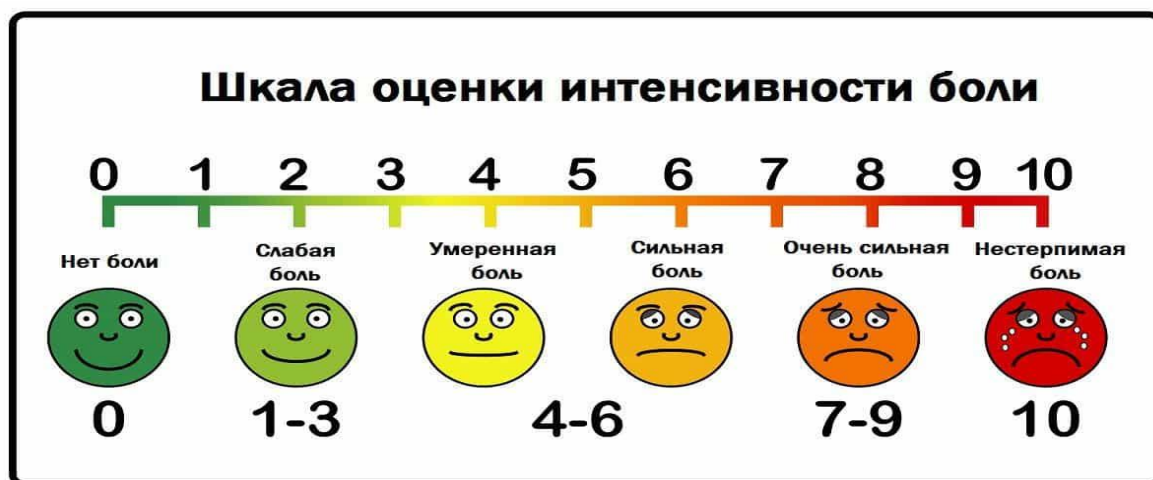 Шкала оценки интенсивности боли
0 1 2 3 4 5 6 7 8 9 10
Нет боли
Слабая
боль
Умеренная
боль
Сильная
боль
Очень сильная
боль
Нестерпимая
боль
0 1-3 4-6 7-9 10